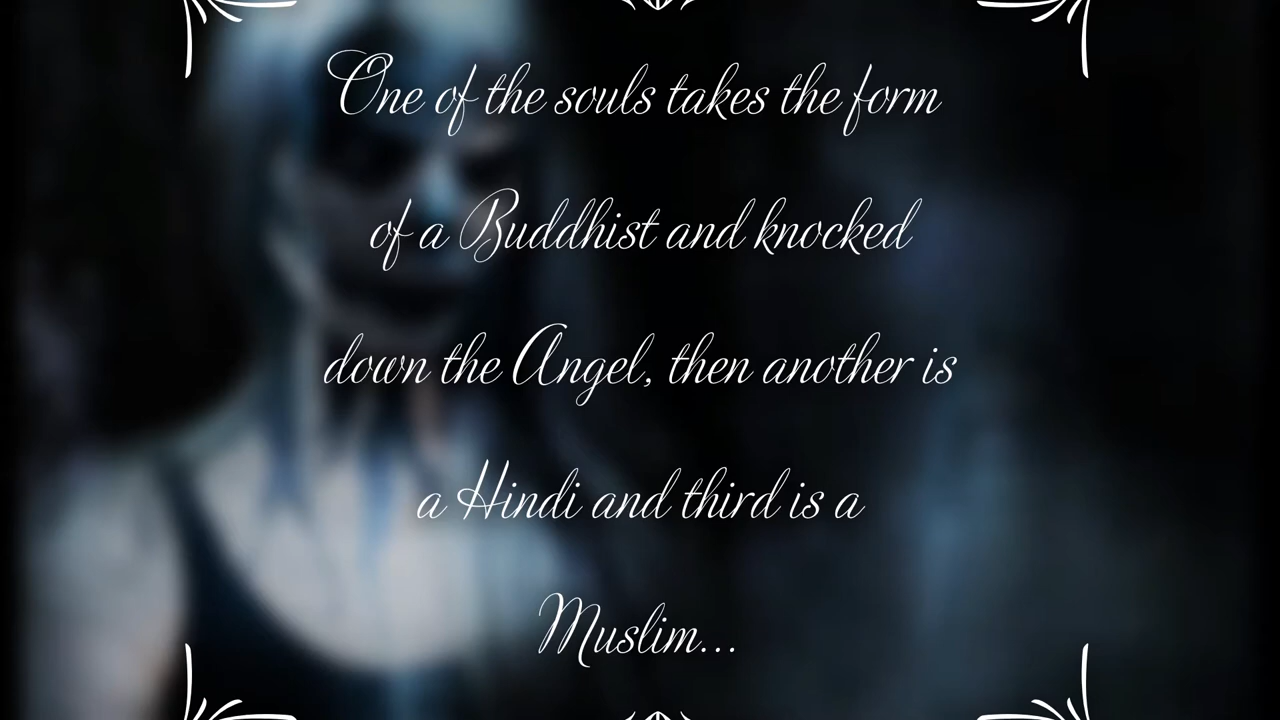 One of the souls takes the form
of a Buddhist and knocked
down the Angel, then another is
a Hindi and third is a
Muslim...